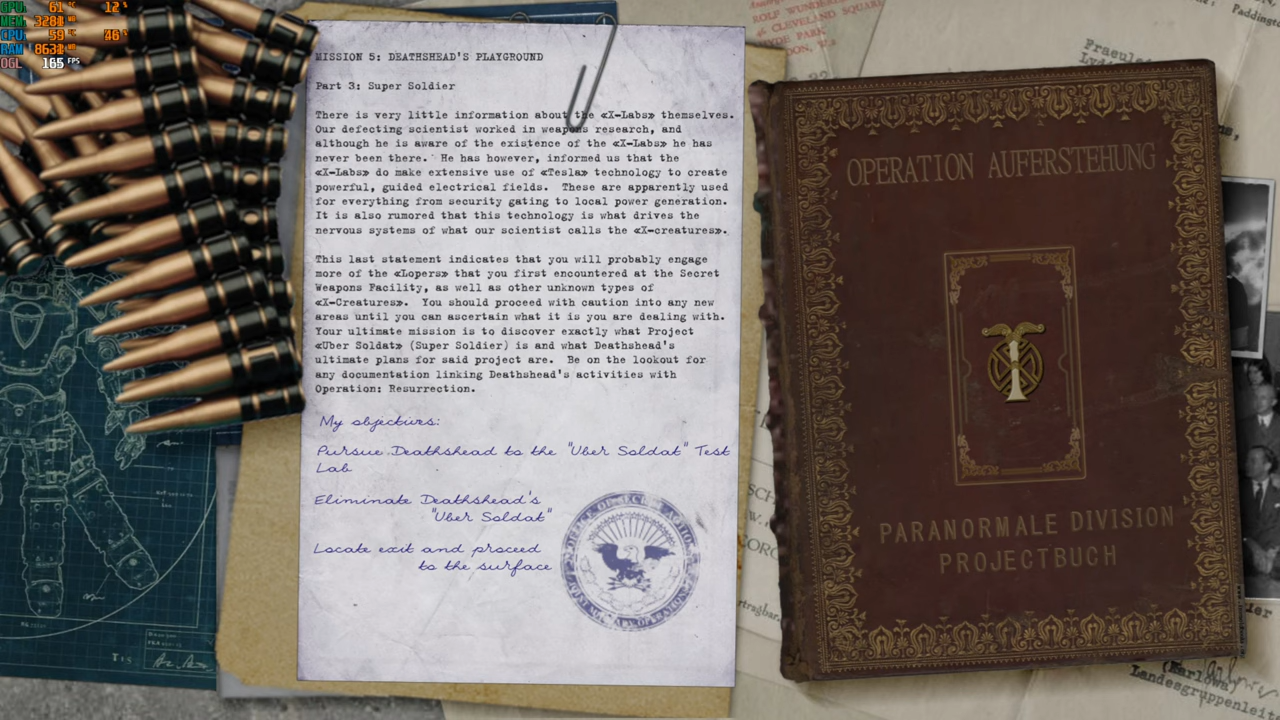 GPU: 61 °C 12 %
MEM: 3281 MB
CPU: 59 °C 46 %
RAM 8631 MB
OGL 165 FPS
MISSION 5: DEATHSHEAD'S PLAYGROUND
Part 3: Super Soldier
There is very little information about the «X-Labs» themselves.
Our defecting scientist worked in weapons research, and
although he is aware of the existence of the «X-Labs» he has
never been there. He has however, informed us that the
«X-Labs» do make extensive use of «Tesla» technology to create
powerful, guided electrical fields. These are apparently used
for everything from security gating to local power generation.
It is also rumored that this technology is what drives the
nervous systems of what our scientist calls the «X-creatures».
This last statement indicates that you will probably engage
more of the «Lopers» that you first encountered at the Secret
Weapons Facility, as well as other unknown types of
«X-Creatures». You should proceed with caution into any new
areas until you can ascertain what it is you are dealing with.
Your ultimate mission is to discover exactly what Project
«Uber Soldat» (Super Soldier) is and what Deathshead's
ultimate plans for said project are. Be on the lookout for
any documentation linking Deathshead's activities with
Operation: Resurrection.
My objectives:
Pursue Deathshead to the "Uber Soldat" Test
Lab
Eliminate Deathshead's
"Uber Soldat"
Locate exit and proceed
to the surface
OPERATION AUFERSTEHUNG
PARANORMALE DIVISION
PROJECTBUCH
CLEVELAND SQUARE
Fraeule
T15
(Karlowa)
Landesgruppenleit